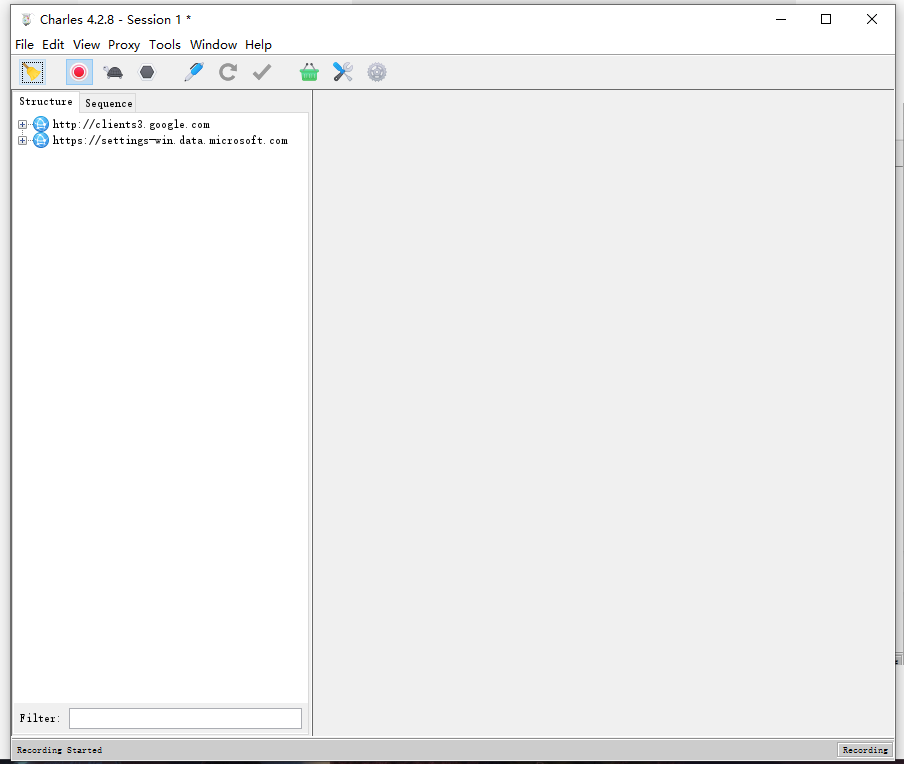 Charles 4.2.8 - Session 1 *
File Edit View Proxy Tools Window Help
Structure Sequence
http://clients3.google.com
https://settings-win.data.microsoft.com
Filter:
Recording Started Recording